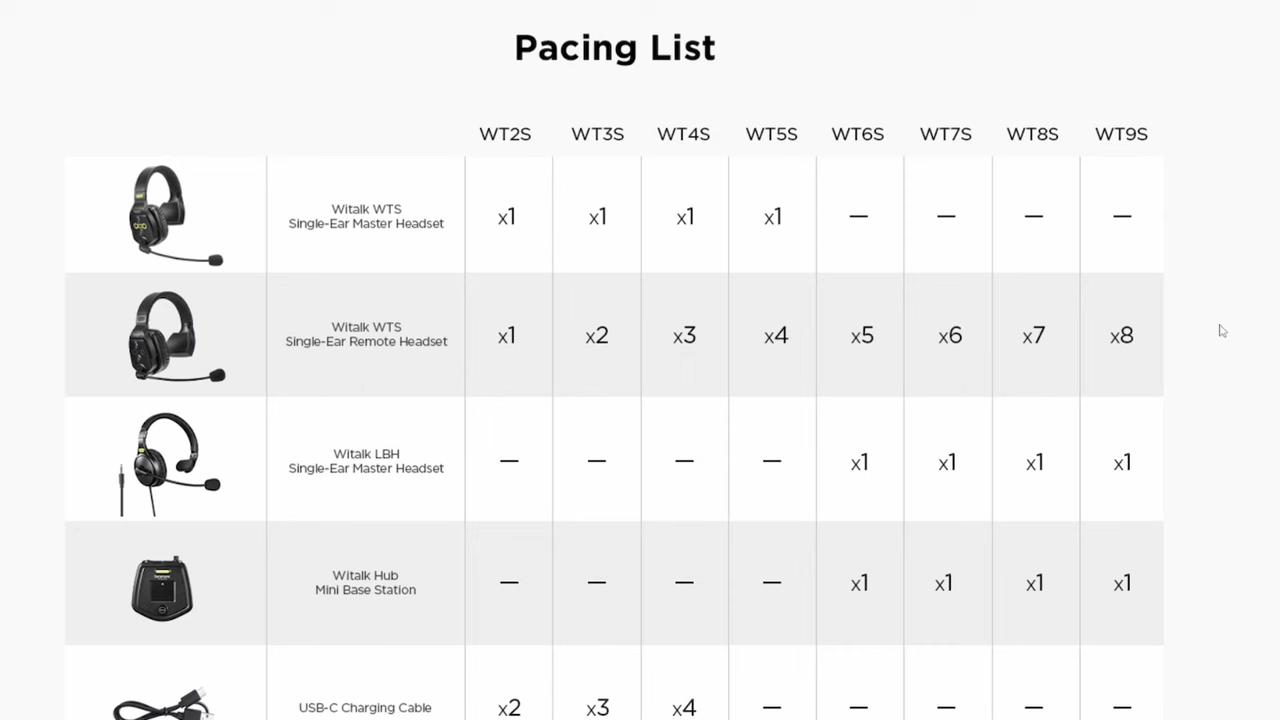 Pacing List
WT2S WT3S WT4S WT5S WT6S WT7S WT8S WT9S
Witalk WTS
Single-Ear Master Headset
x1 x1 x1 x1 — — — —
Witalk WTS
Single-Ear Remote Headset
x1 x2 x3 x4 x5 x6 x7 x8
Witalk LBH
Single-Ear Master Headset
— — — — x1 x1 x1 x1
Witalk Hub
Mini Base Station
— — — — x1 x1 x1 x1
USB-C Charging Cable
x2 x3 x4 — — — — —